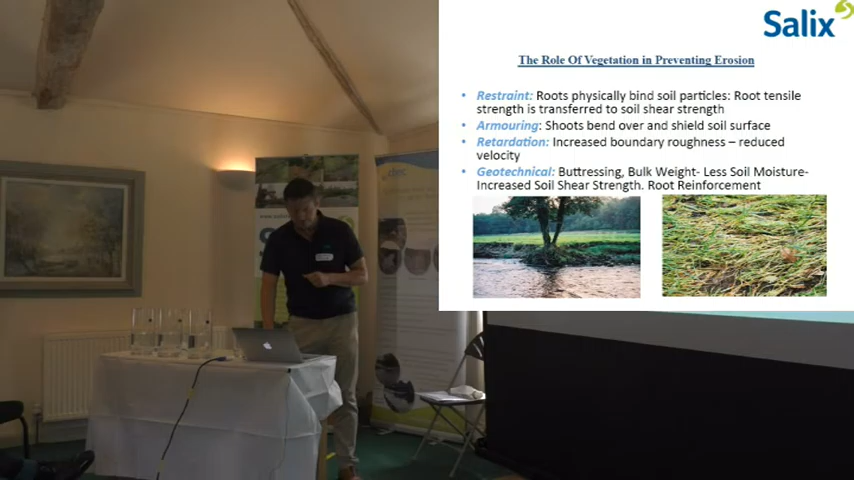 Salix
The Role Of Vegetation in Preventing Erosion
• Restraint: Roots physically bind soil particles: Root tensile
strength is transferred to soil shear strength
• Armouring: Shoots bend over and shield soil surface
• Retardation: Increased boundary roughness – reduced
velocity
• Geotechnical: Buttressing, Bulk Weight- Less Soil Moisture-
Increased Soil Shear Strength. Root Reinforcement